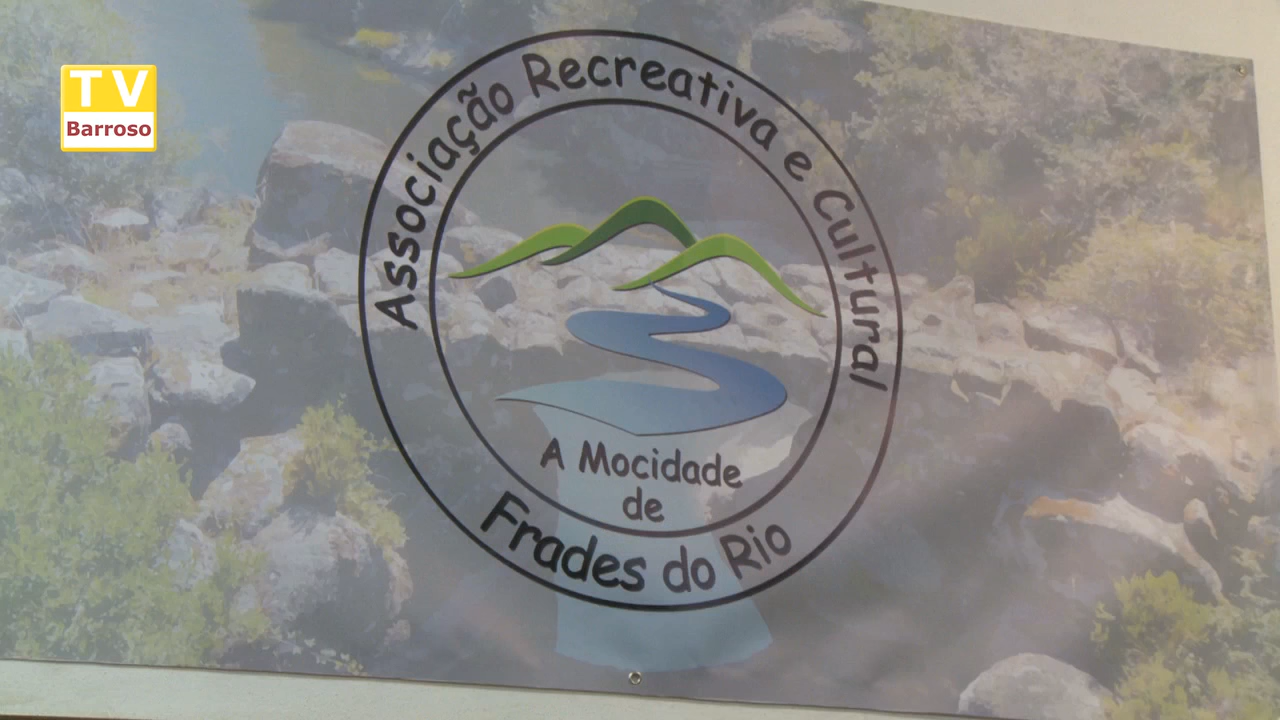 TV
Barroso
Associação Recreativa e Cultural
A Mocidade
de
Frades do Rio